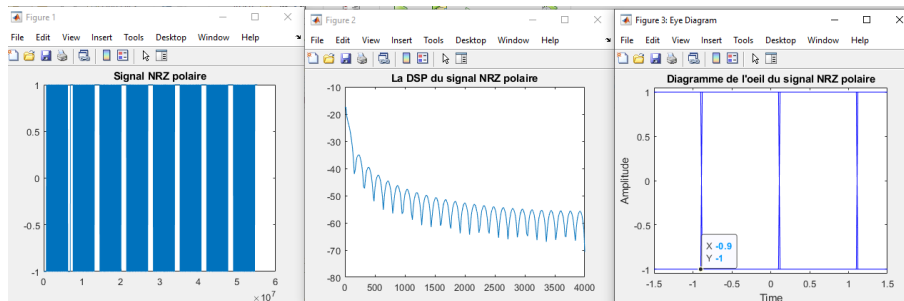 Figure 1
File Edit View Insert Tools Desktop Window Help
Signal NRZ polaire
1
0.5
0
-0.5
-1
0 1 2 3 4 5 6
×10^7
Figure 2
File Edit View Insert Tools Desktop Window Help
La DSP du signal NRZ polaire
-10
-20
-30
-40
-50
-60
-70
-80
0 500 1000 1500 2000 2500 3000 3500 4000
Figure 3: Eye Diagram
File Edit View Insert Tools Desktop Window Help
Diagramme de l'oeil du signal NRZ polaire
Amplitude
1
0.5
0
-0.5
-1
X -0.9
Y -1
-1.5 -1 -0.5 0 0.5 1 1.5
Time